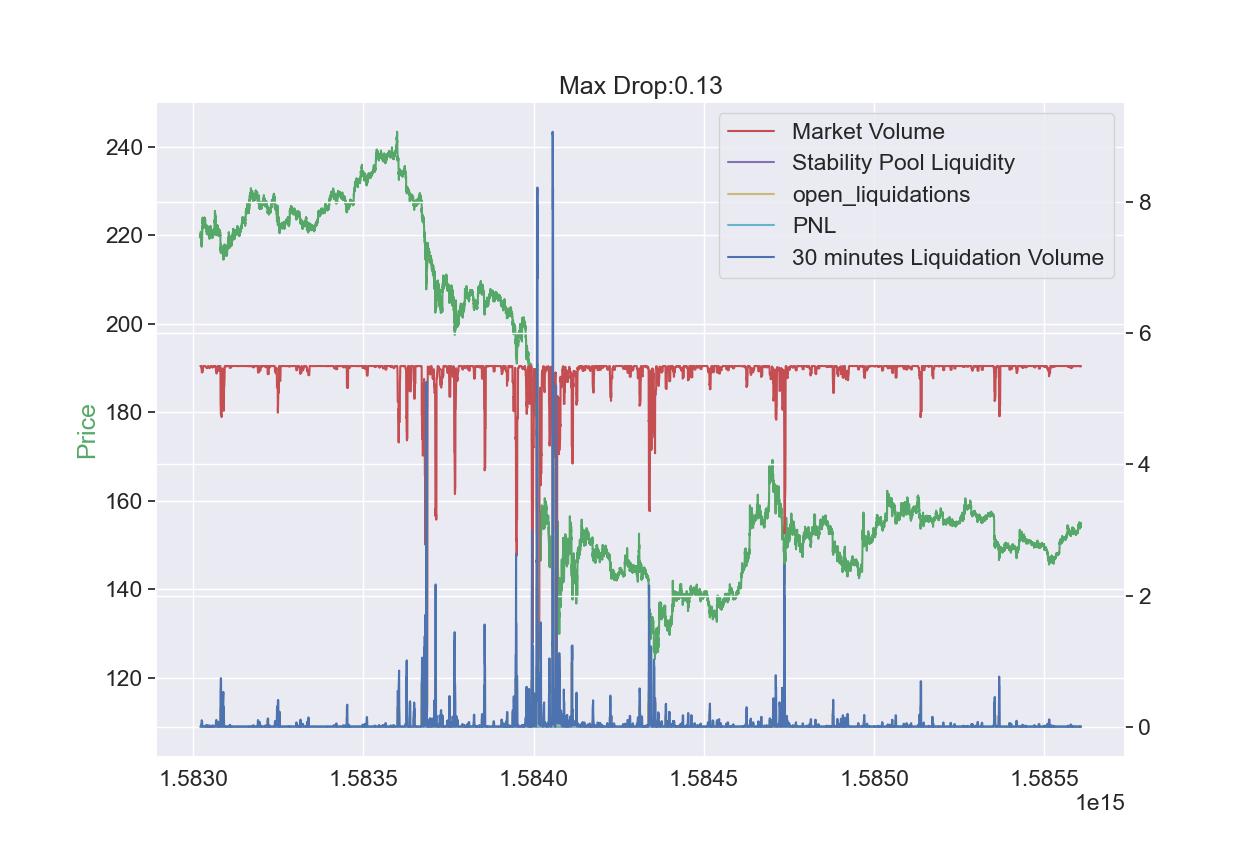 Max Drop:0.13
Market Volume
Stability Pool Liquidity
open_liquidations
PNL
30 minutes Liquidation Volume
Price
240
220
200
180
160
140
120
8
6
4
2
0
1.5830 1.5835 1.5840 1.5845 1.5850 1.5855
1e15